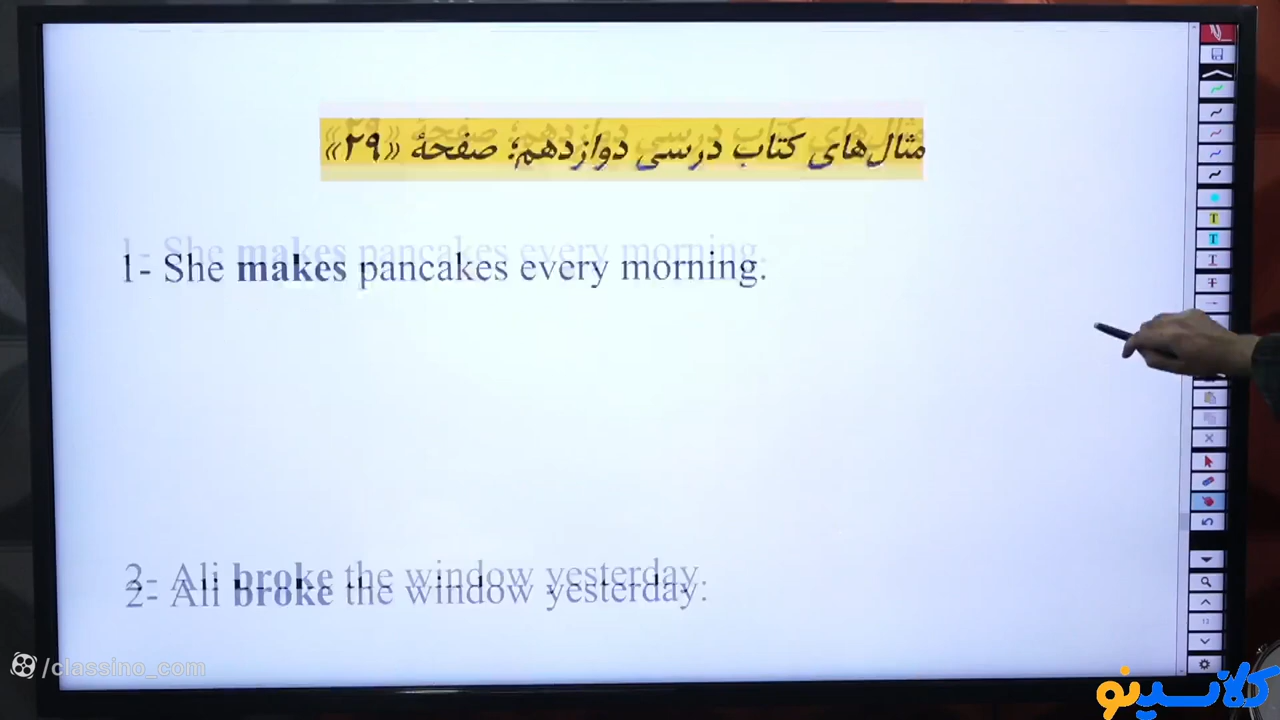 مثال‌های کتاب درسی دوازدهم؛ صفحهٔ «۲۹»
1- She makes pancakes every morning.
2- Ali broke the window yesterday.
/classino_com
کلاسینو